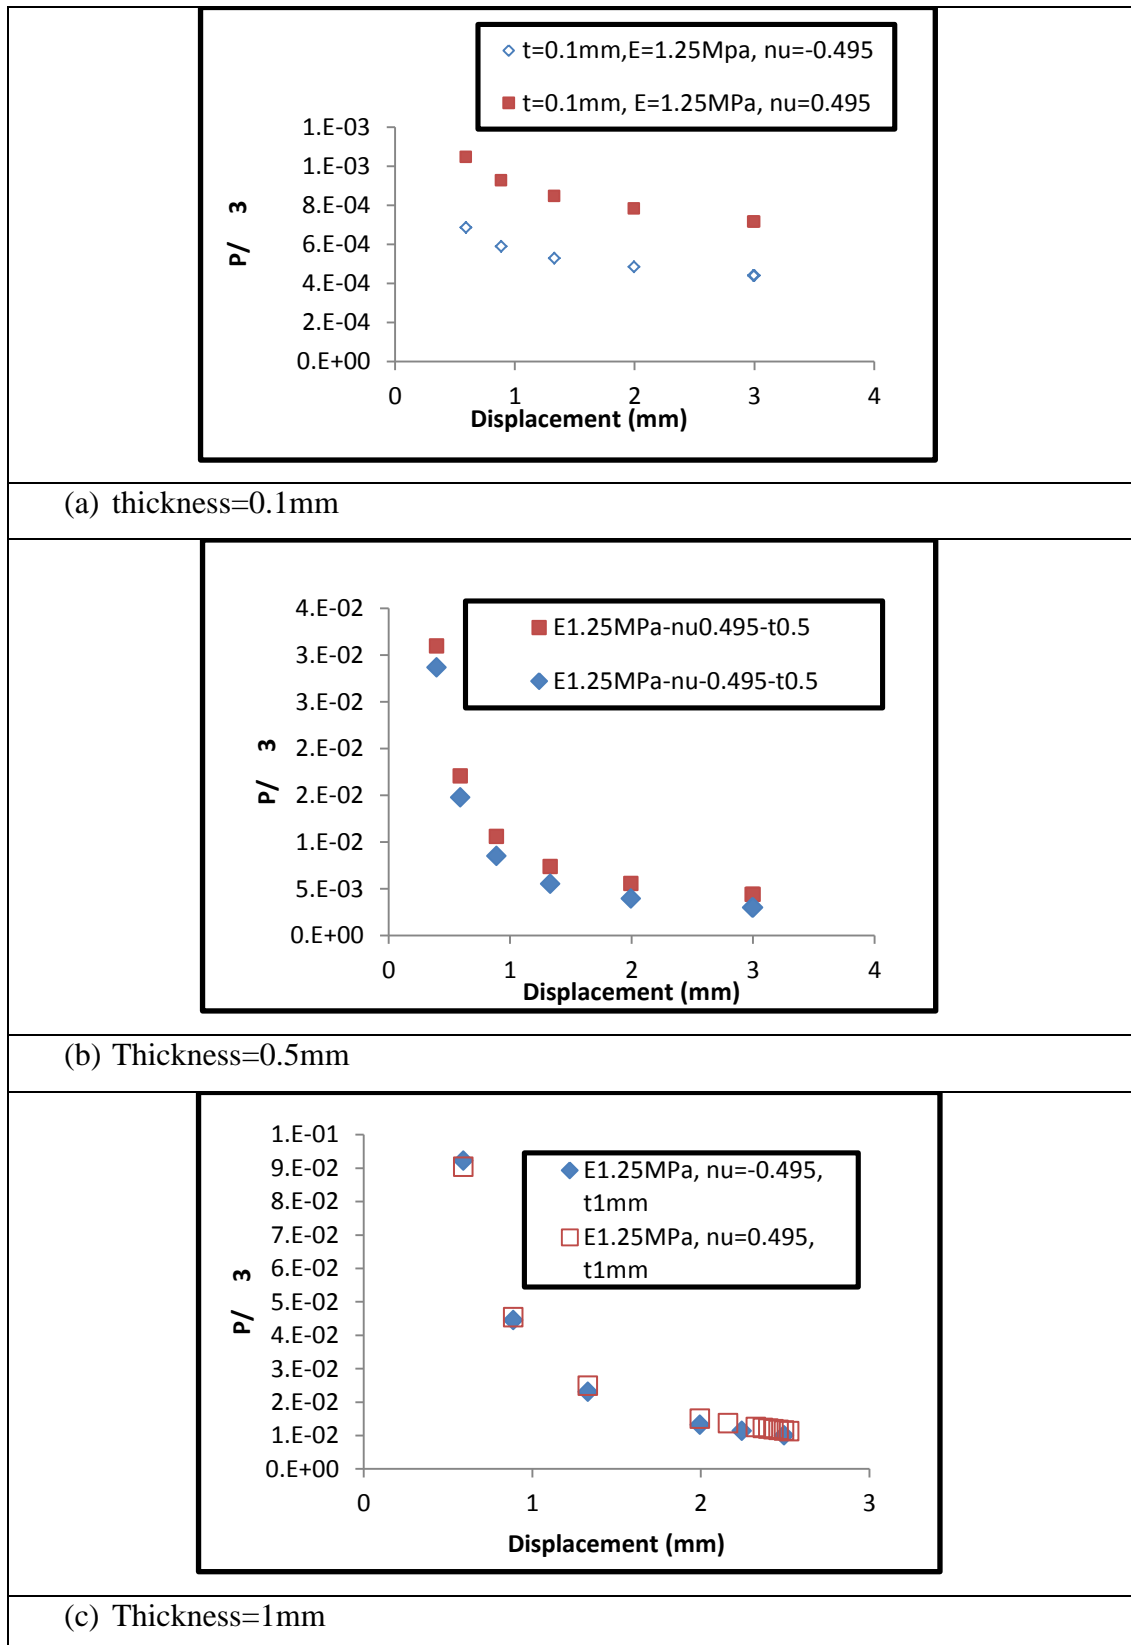 t=0.1mm,E=1.25Mpa, nu=-0.495
t=0.1mm, E=1.25MPa, nu=0.495
1.E-03
1.E-03
8.E-04
6.E-04
4.E-04
2.E-04
0.E+00
P/ 3
0 1 2 3 4
Displacement (mm)
(a) thickness=0.1mm
E1.25MPa-nu0.495-t0.5
E1.25MPa-nu-0.495-t0.5
4.E-02
3.E-02
3.E-02
2.E-02
2.E-02
1.E-02
5.E-03
0.E+00
P/ 3
0 1 2 3 4
Displacement (mm)
(b) Thickness=0.5mm
E1.25MPa, nu=-0.495,
t1mm
E1.25MPa, nu=0.495,
t1mm
1.E-01
9.E-02
8.E-02
7.E-02
6.E-02
5.E-02
4.E-02
3.E-02
2.E-02
1.E-02
0.E+00
P/ 3
0 1 2 3
Displacement (mm)
(c) Thickness=1mm